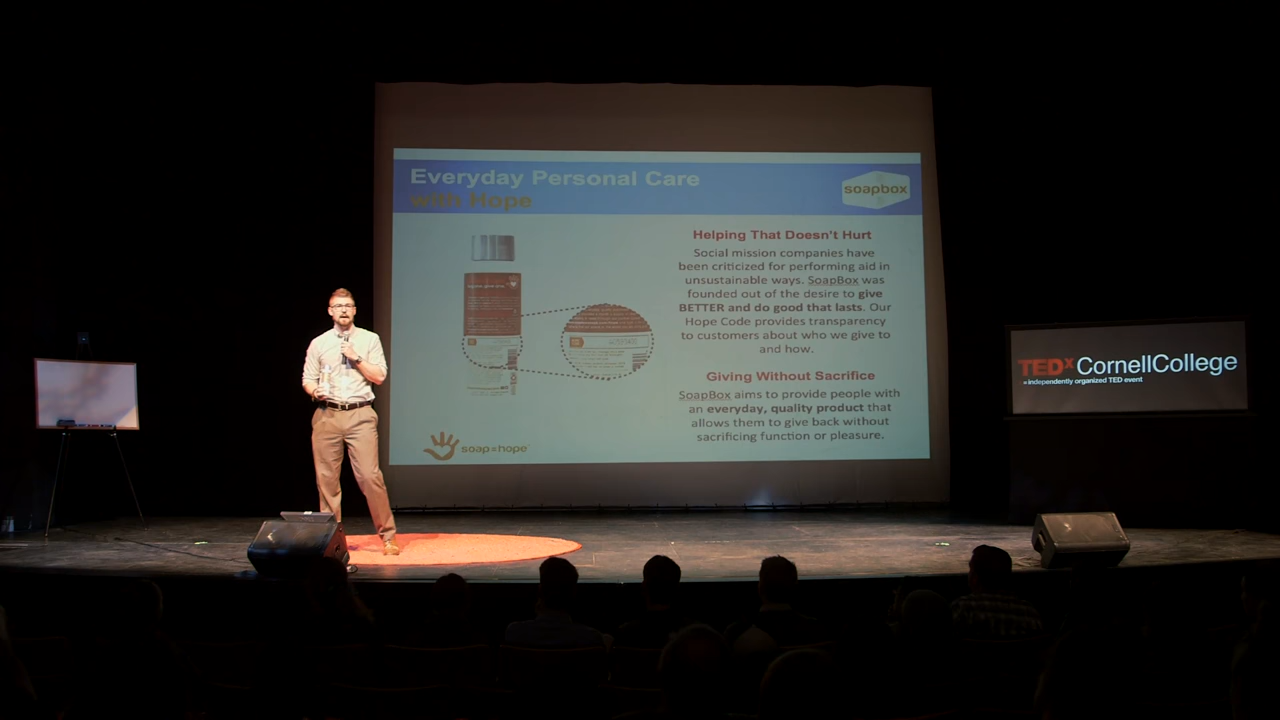 Everyday Personal Care
with Hope
soapbox
Helping That Doesn't Hurt
Social mission companies have
been criticized for performing aid in
unsustainable ways. SoapBox was
founded out of the desire to give
BETTER and do good that lasts. Our
Hope Code provides transparency
to customers about who we give to
and how.
Giving Without Sacrifice
SoapBox aims to provide people with
an everyday, quality product that
allows them to give back without
sacrificing function or pleasure.
soap=hope
TEDx CornellCollege
= independently organized TED event